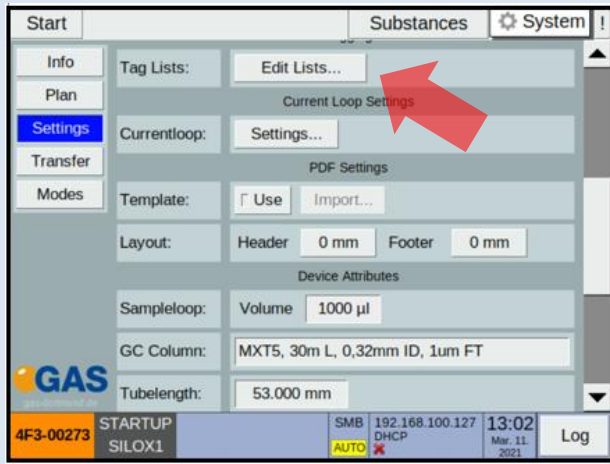 Start Substances System !
Info
Plan
Settings
Transfer
Modes
Tag Lists: Edit Lists...
Current Loop Settings
Currentloop: Settings...
PDF Settings
Template: Use Import...
Layout: Header 0 mm Footer 0 mm
Device Attributes
Sampleloop: Volume 1000 µl
GC Column: MXT5, 30m L, 0,32mm ID, 1um FT
Tubelength: 53.000 mm
GAS
4F3-00273
STARTUP
SILOX1
SMB
AUTO
192.168.100.127
DHCP
13:02
Mar. 11.
2021
Log